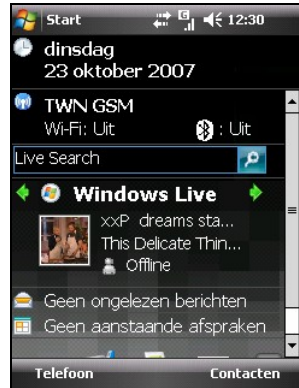 Start 12:30
dinsdag
23 oktober 2007
TWN GSM
Wi-Fi: Uit : Uit
Live Search
Windows Live
xxP dreams sta...
This Delicate Thin...
Offline
Geen ongelezen berichten
Geen aanstaande afspraken
Telefoon Contacten